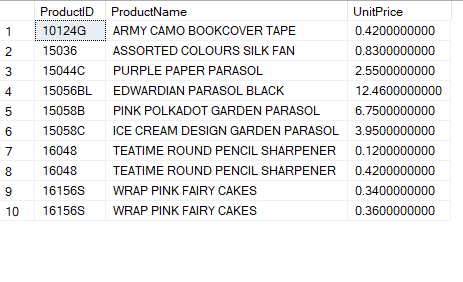 ProductID ProductName UnitPrice
1 10124G ARMY CAMO BOOKCOVER TAPE 0.4200000000
2 15036 ASSORTED COLOURS SILK FAN 0.8300000000
3 15044C PURPLE PAPER PARASOL 2.5500000000
4 15056BL EDWARDIAN PARASOL BLACK 12.4600000000
5 15058B PINK POLKADOT GARDEN PARASOL 6.7500000000
6 15058C ICE CREAM DESIGN GARDEN PARASOL 3.9500000000
7 16048 TEATIME ROUND PENCIL SHARPENER 0.1200000000
8 16048 TEATIME ROUND PENCIL SHARPENER 0.4200000000
9 16156S WRAP PINK FAIRY CAKES 0.3400000000
10 16156S WRAP PINK FAIRY CAKES 0.3600000000